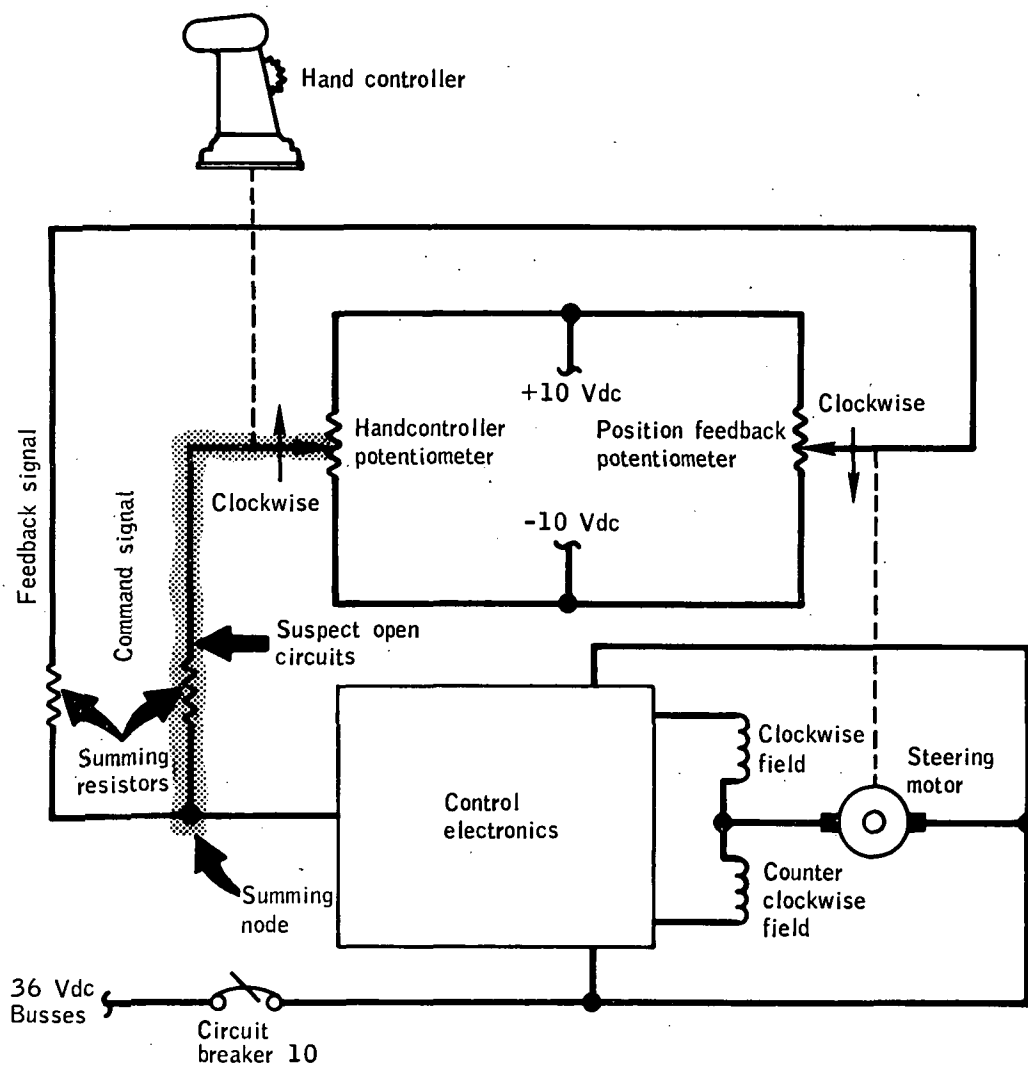 Hand controller
+10 Vdc
Clockwise
Handcontroller
potentiometer
Position feedback
potentiometer
Clockwise
-10 Vdc
Feedback signal
Command signal
Suspect open
circuits
Summing
resistors
Clockwise
field
Steering
motor
Control
electronics
Counter
clockwise
field
Summing
node
36 Vdc
Busses
Circuit
breaker 10